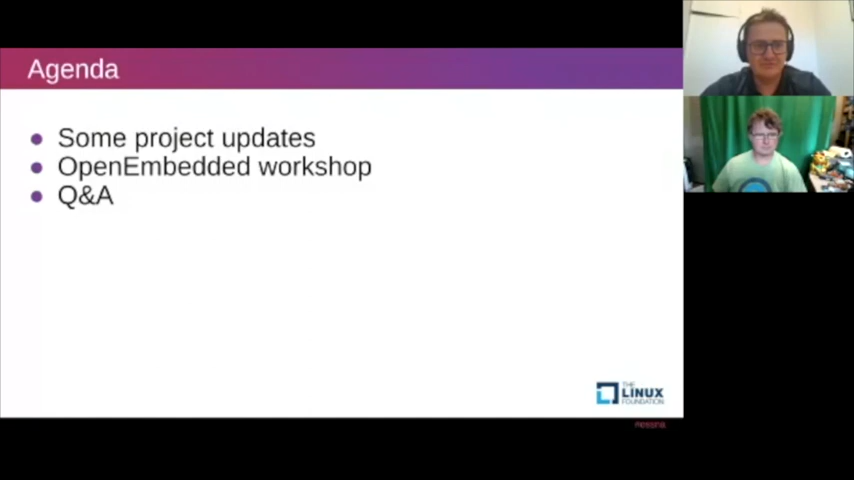 Agenda
Some project updates
OpenEmbedded workshop
Q&A
THE
LINUX
FOUNDATION